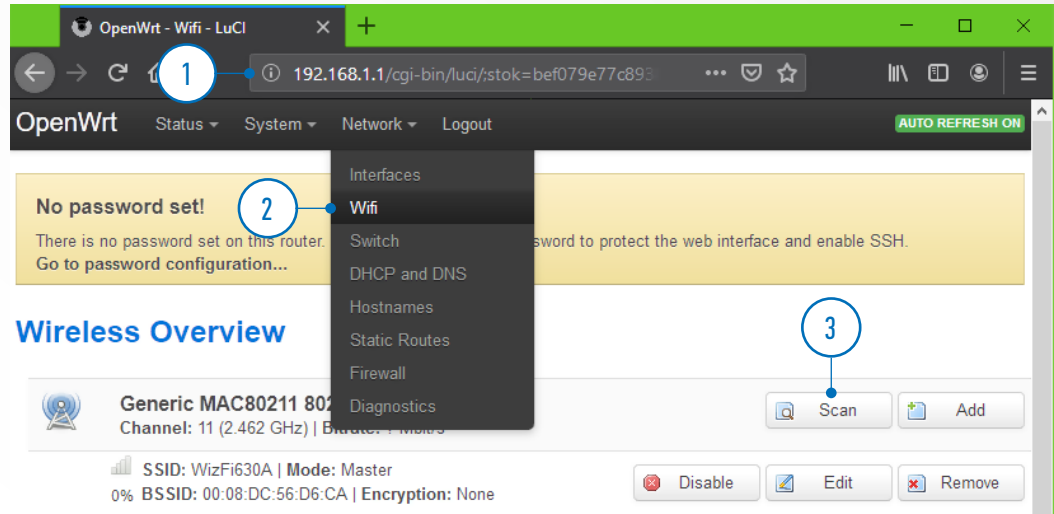 OpenWrt - Wifi - LuCI
1
192.168.1.1/cgi-bin/luci/;stok=bef079e77c893
OpenWrt Status System Network Logout AUTO REFRESH ON
Interfaces
No password set!
2
Wifi
There is no password set on this router. Switch sword to protect the web interface and enable SSH.
Go to password configuration...
DHCP and DNS
Hostnames
Wireless Overview
3
Static Routes
Firewall
Generic MAC80211 802
Diagnostics
Scan Add
Channel: 11 (2.462 GHz) | Bitrate: ? Mbit/s
SSID: WizFi630A | Mode: Master
Disable Edit Remove
0% BSSID: 00:08:DC:56:D6:CA | Encryption: None